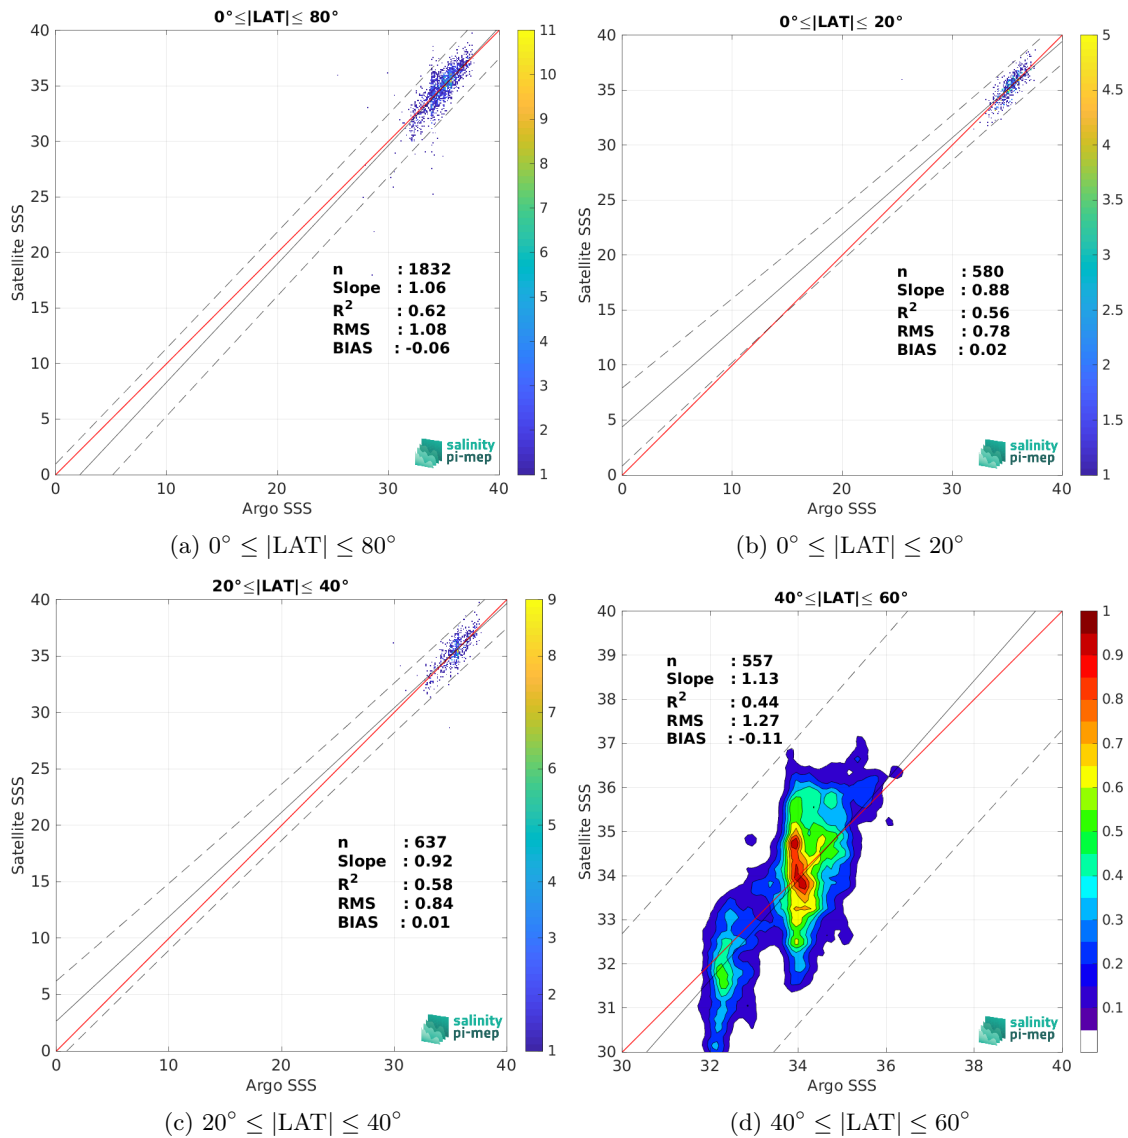 0°≤|LAT|≤ 80°
40
35
30
25
20
15
10
5
0
0
10
20
30
40
Satellite SSS
Argo SSS
n : 1832
Slope : 1.06
R² : 0.62
RMS : 1.08
BIAS : -0.06
salinity
pi-mep
11
10
9
8
7
6
5
4
3
2
1
(a) 0° ≤ |LAT| ≤ 80°
0°≤|LAT|≤ 20°
40
35
30
25
20
15
10
5
0
0
10
20
30
40
Satellite SSS
Argo SSS
n : 580
Slope : 0.88
R² : 0.56
RMS : 0.78
BIAS : 0.02
salinity
pi-mep
5
4.5
4
3.5
3
2.5
2
1.5
1
(b) 0° ≤ |LAT| ≤ 20°
20°≤|LAT|≤ 40°
40
35
30
25
20
15
10
5
0
0
10
20
30
40
Satellite SSS
Argo SSS
n : 637
Slope : 0.92
R² : 0.58
RMS : 0.84
BIAS : 0.01
salinity
pi-mep
9
8
7
6
5
4
3
2
1
(c) 20° ≤ |LAT| ≤ 40°
40°≤|LAT|≤ 60°
40
39
38
37
36
35
34
33
32
31
30
30
32
34
36
38
40
Satellite SSS
Argo SSS
n : 557
Slope : 1.13
R² : 0.44
RMS : 1.27
BIAS : -0.11
salinity
pi-mep
1
0.9
0.8
0.7
0.6
0.5
0.4
0.3
0.2
0.1
(d) 40° ≤ |LAT| ≤ 60°